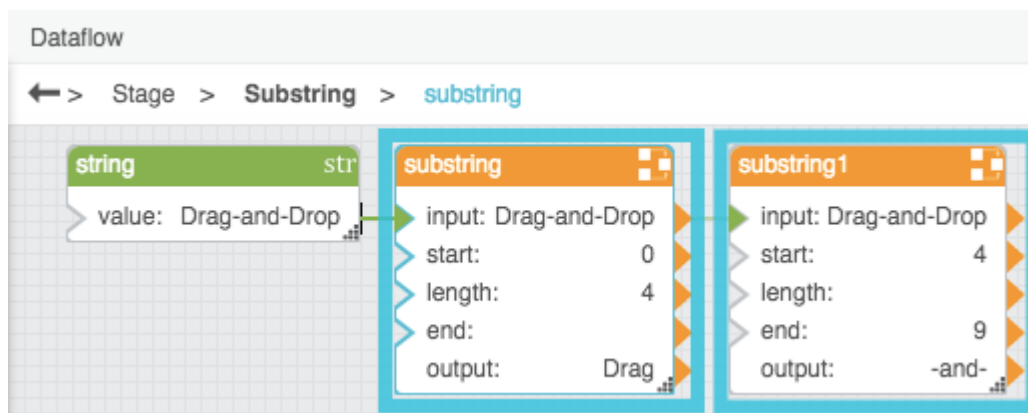 Dataflow
> Stage > Substring > substring
string str
value: Drag-and-Drop
substring
input: Drag-and-Drop
start: 0
length: 4
end:
output: Drag
substring1
input: Drag-and-Drop
start: 4
length:
end: 9
output: -and-